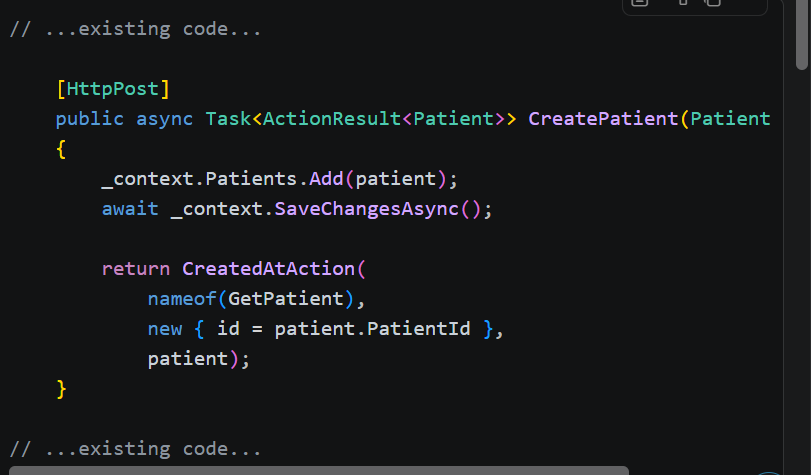 // ...existing code...
[HttpPost]
public async Task<ActionResult<Patient>> CreatePatient(Patient
{
_context.Patients.Add(patient);
await _context.SaveChangesAsync();
return CreatedAtAction(
nameof(GetPatient),
new { id = patient.PatientId },
patient);
}
// ...existing code...